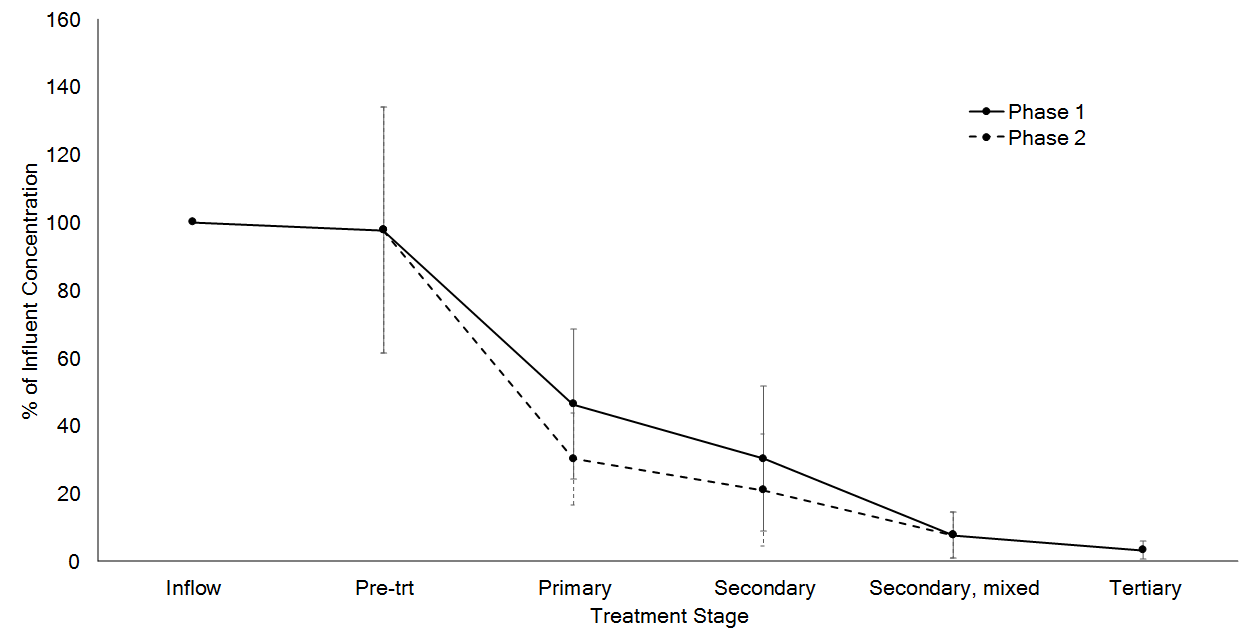 160
140
120
100
80
60
40
20
0
% of Influent Concentration
Phase 1
Phase 2
Inflow Pre-trt Primary Secondary Secondary, mixed Tertiary
Treatment Stage